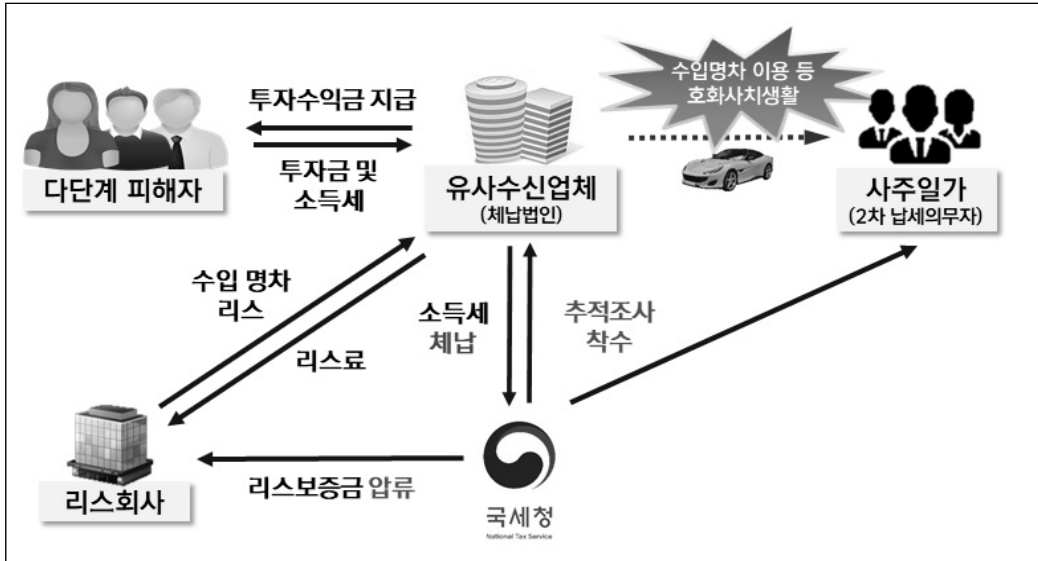 수입명차 이용 등
호화사치생활
투자수익금 지급
투자금 및
소득세
다단계 피해자
유사수신업체
(체납법인)
사주일가
(2차 납세의무자)
수입 명차
리스
리스료
소득세
체납
추적조사
착수
리스회사
리스보증금 압류
국세청
National Tax Service